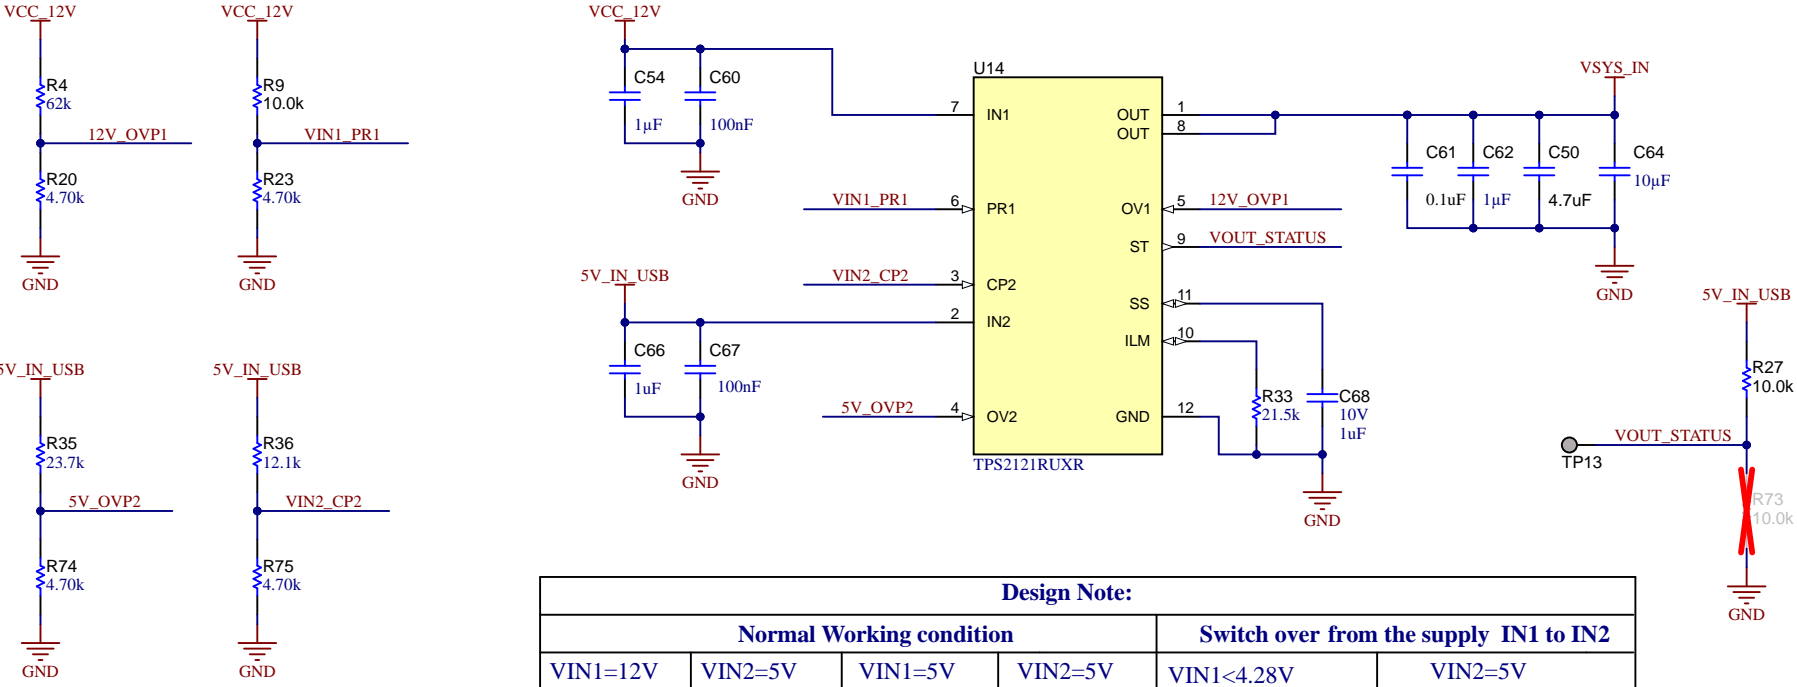 VCC_12V
R4
62k
12V_OVP1
R20
4.70k
GND
VCC_12V
R9
10.0k
VIN1_PR1
R23
4.70k
GND
5V_IN_USB
R35
23.7k
5V_OVP2
R74
4.70k
GND
5V_IN_USB
R36
12.1k
VIN2_CP2
R75
4.70k
GND
VCC_12V
C54
1µF
C60
100nF
GND
VIN1_PR1
VIN2_CP2
5V_IN_USB
C66
1uF
C67
100nF
GND
5V_OVP2
U14
7 IN1
OUT 1
OUT 8
6 PR1
OV1 5
12V_OVP1
ST 9
VOUT_STATUS
3 CP2
SS 11
2 IN2
ILM 10
4 OV2
GND 12
TPS2121RUXR
R33
21.5k
C68
10V
1uF
GND
VSYS_IN
C61
0.1uF
C62
1µF
C50
4.7uF
C64
10µF
GND
5V_IN_USB
R27
10.0k
VOUT_STATUS
TP13
R73
10.0k
GND
Design Note:
Normal Working condition
Switch over from the supply IN1 to IN2
VIN1=12V
VIN2=5V
VIN1=5V
VIN2=5V
VIN1<4.28V
VIN2=5V